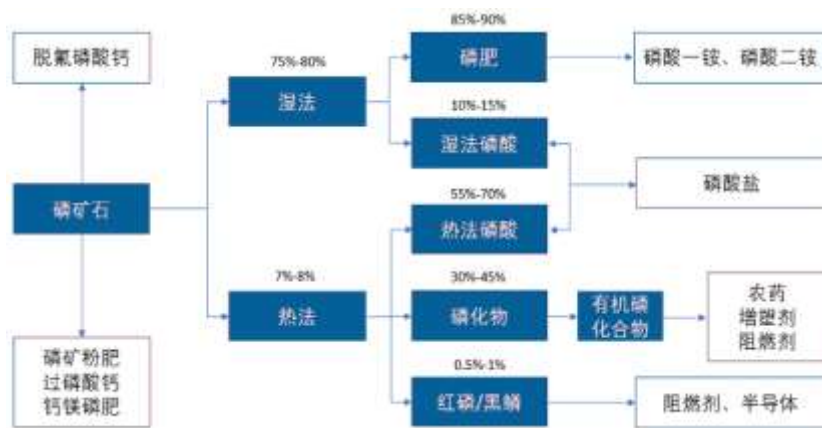 脱氟磷酸钙
磷矿石
磷矿粉肥
过磷酸钙
钙镁磷肥
75%-80%
湿法
7%-8%
热法
85%-90%
磷肥
10%-15%
湿法磷酸
55%-70%
热法磷酸
30%-45%
磷化物
0.5%-1%
红磷/黑鳞
有机磷
化合物
磷酸一铵、磷酸二铵
磷酸盐
农药
增塑剂
阻燃剂
阻燃剂、半导体